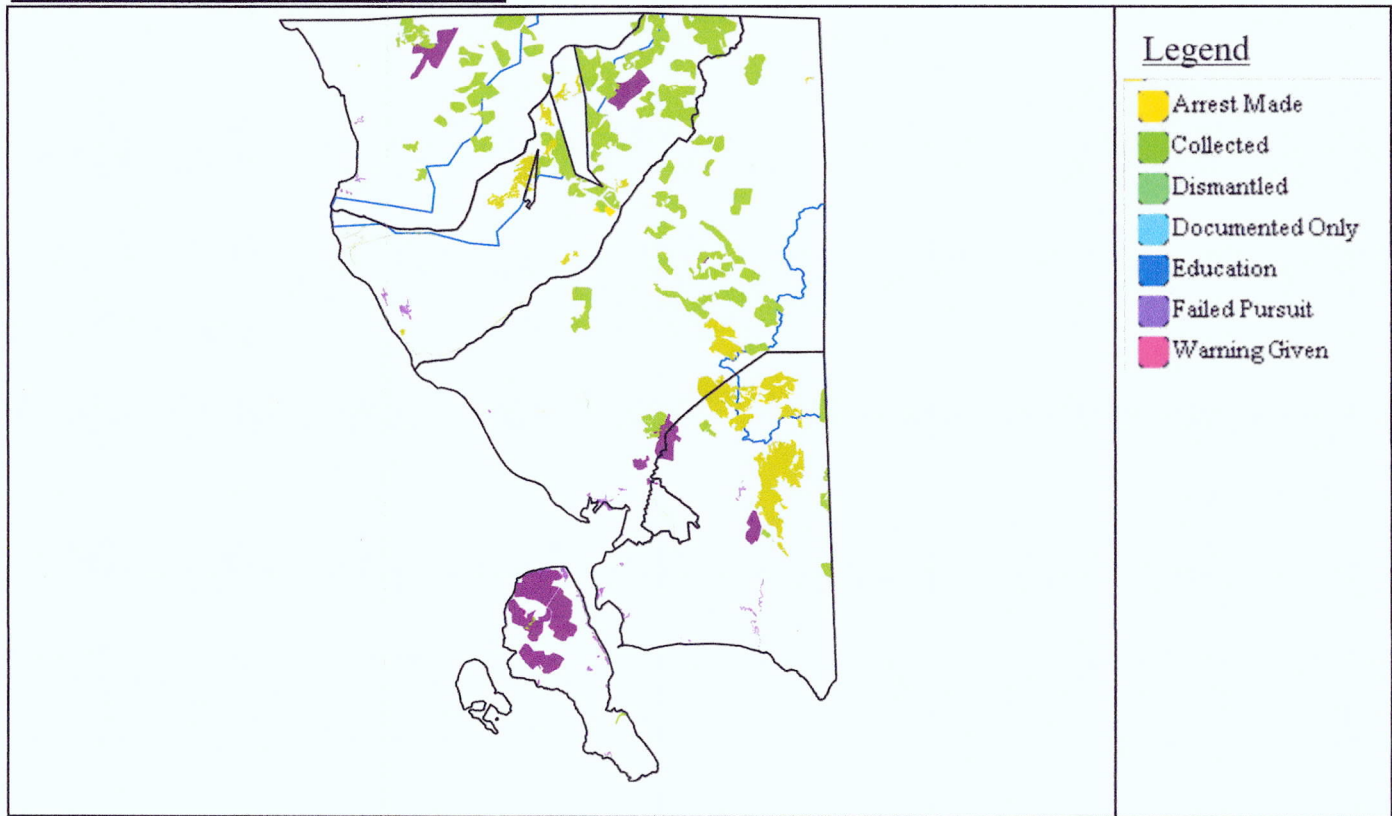 Legend
Arrest Made
Collected
Dismantled
Documented Only
Education
Failed Pursuit
Warning Given